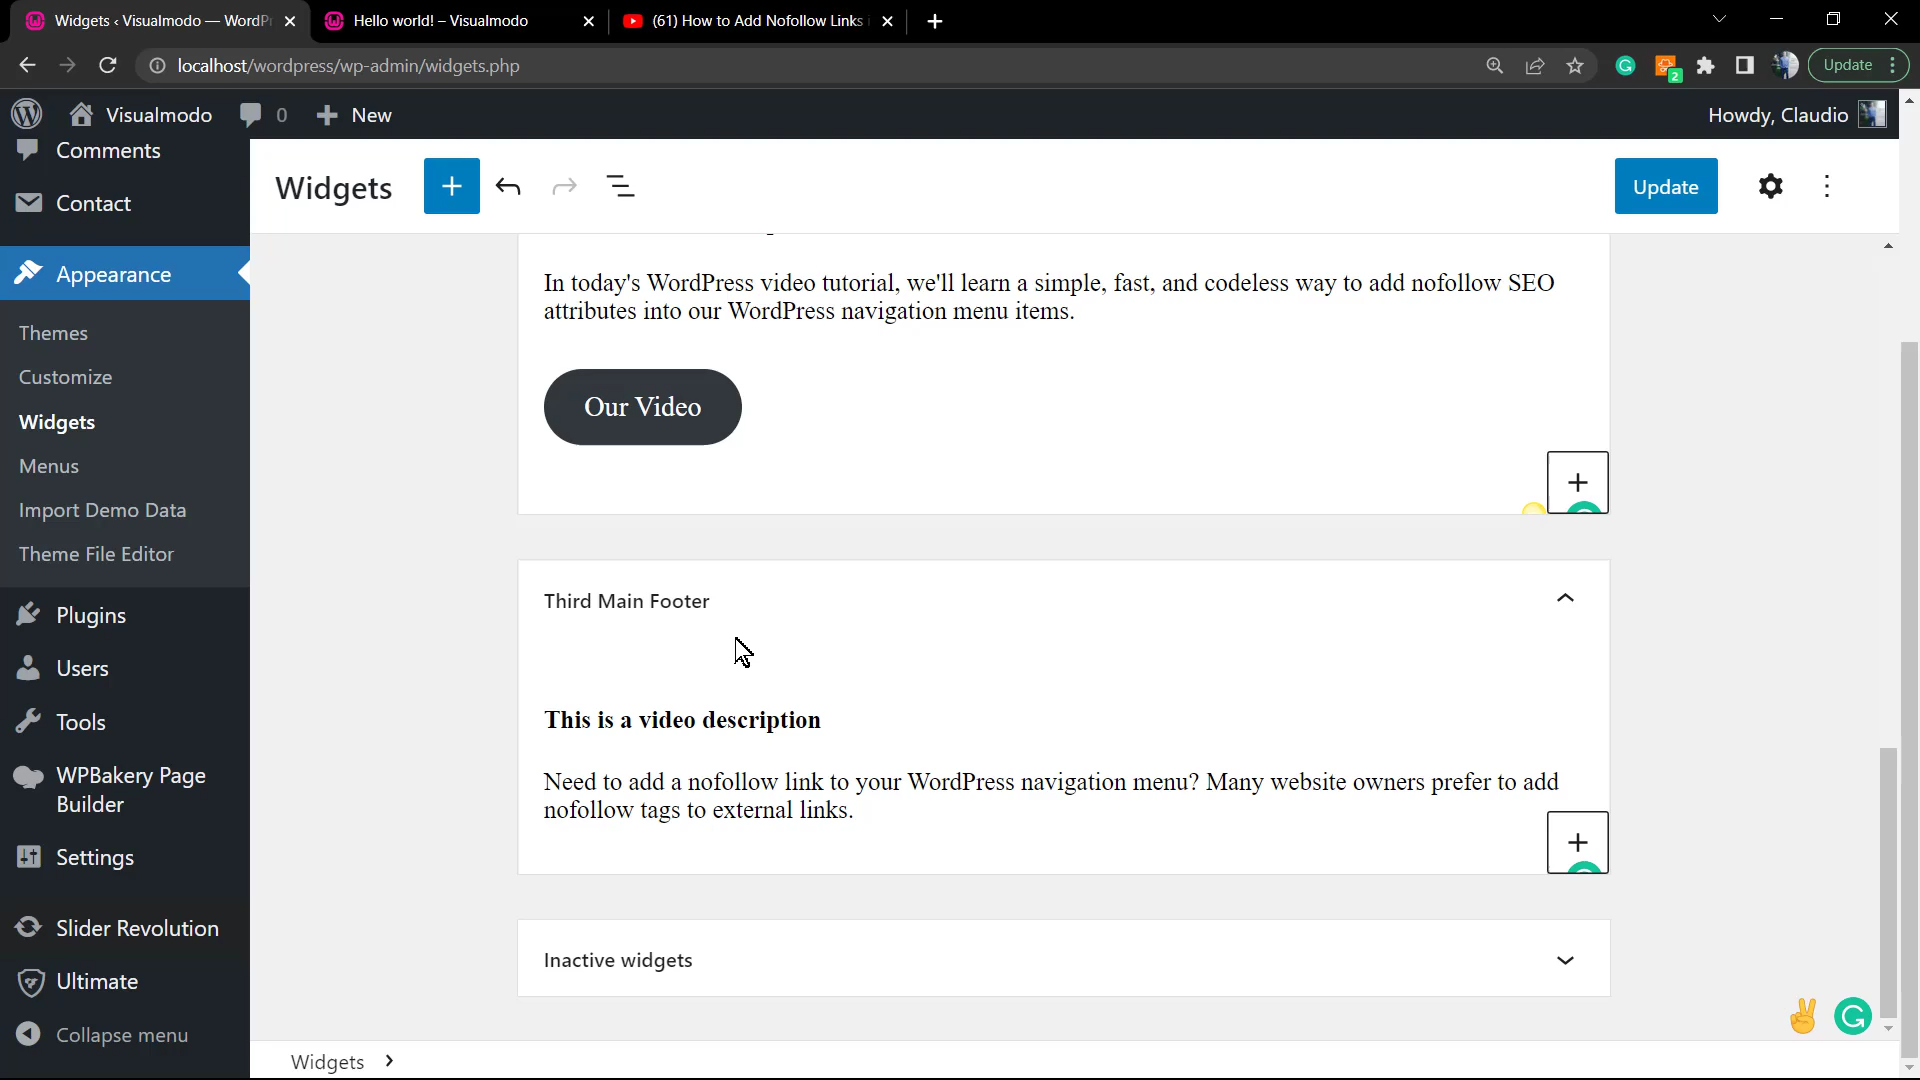 Widgets ‹ Visualmodo — WordPr
Hello world! – Visualmodo
(61) How to Add Nofollow Links i
localhost/wordpress/wp-admin/widgets.php
2
Update
Visualmodo
0
New
Howdy, Claudio
Comments
Contact
Appearance
Themes
Customize
Widgets
Menus
Import Demo Data
Theme File Editor
Plugins
Users
Tools
WPBakery Page
Builder
Settings
Slider Revolution
Ultimate
Collapse menu
Widgets
Update
In today's WordPress video tutorial, we'll learn a simple, fast, and codeless way to add nofollow SEO
attributes into our WordPress navigation menu items.
Our Video
Third Main Footer
This is a video description
Need to add a nofollow link to your WordPress navigation menu? Many website owners prefer to add
nofollow tags to external links.
Inactive widgets
Widgets